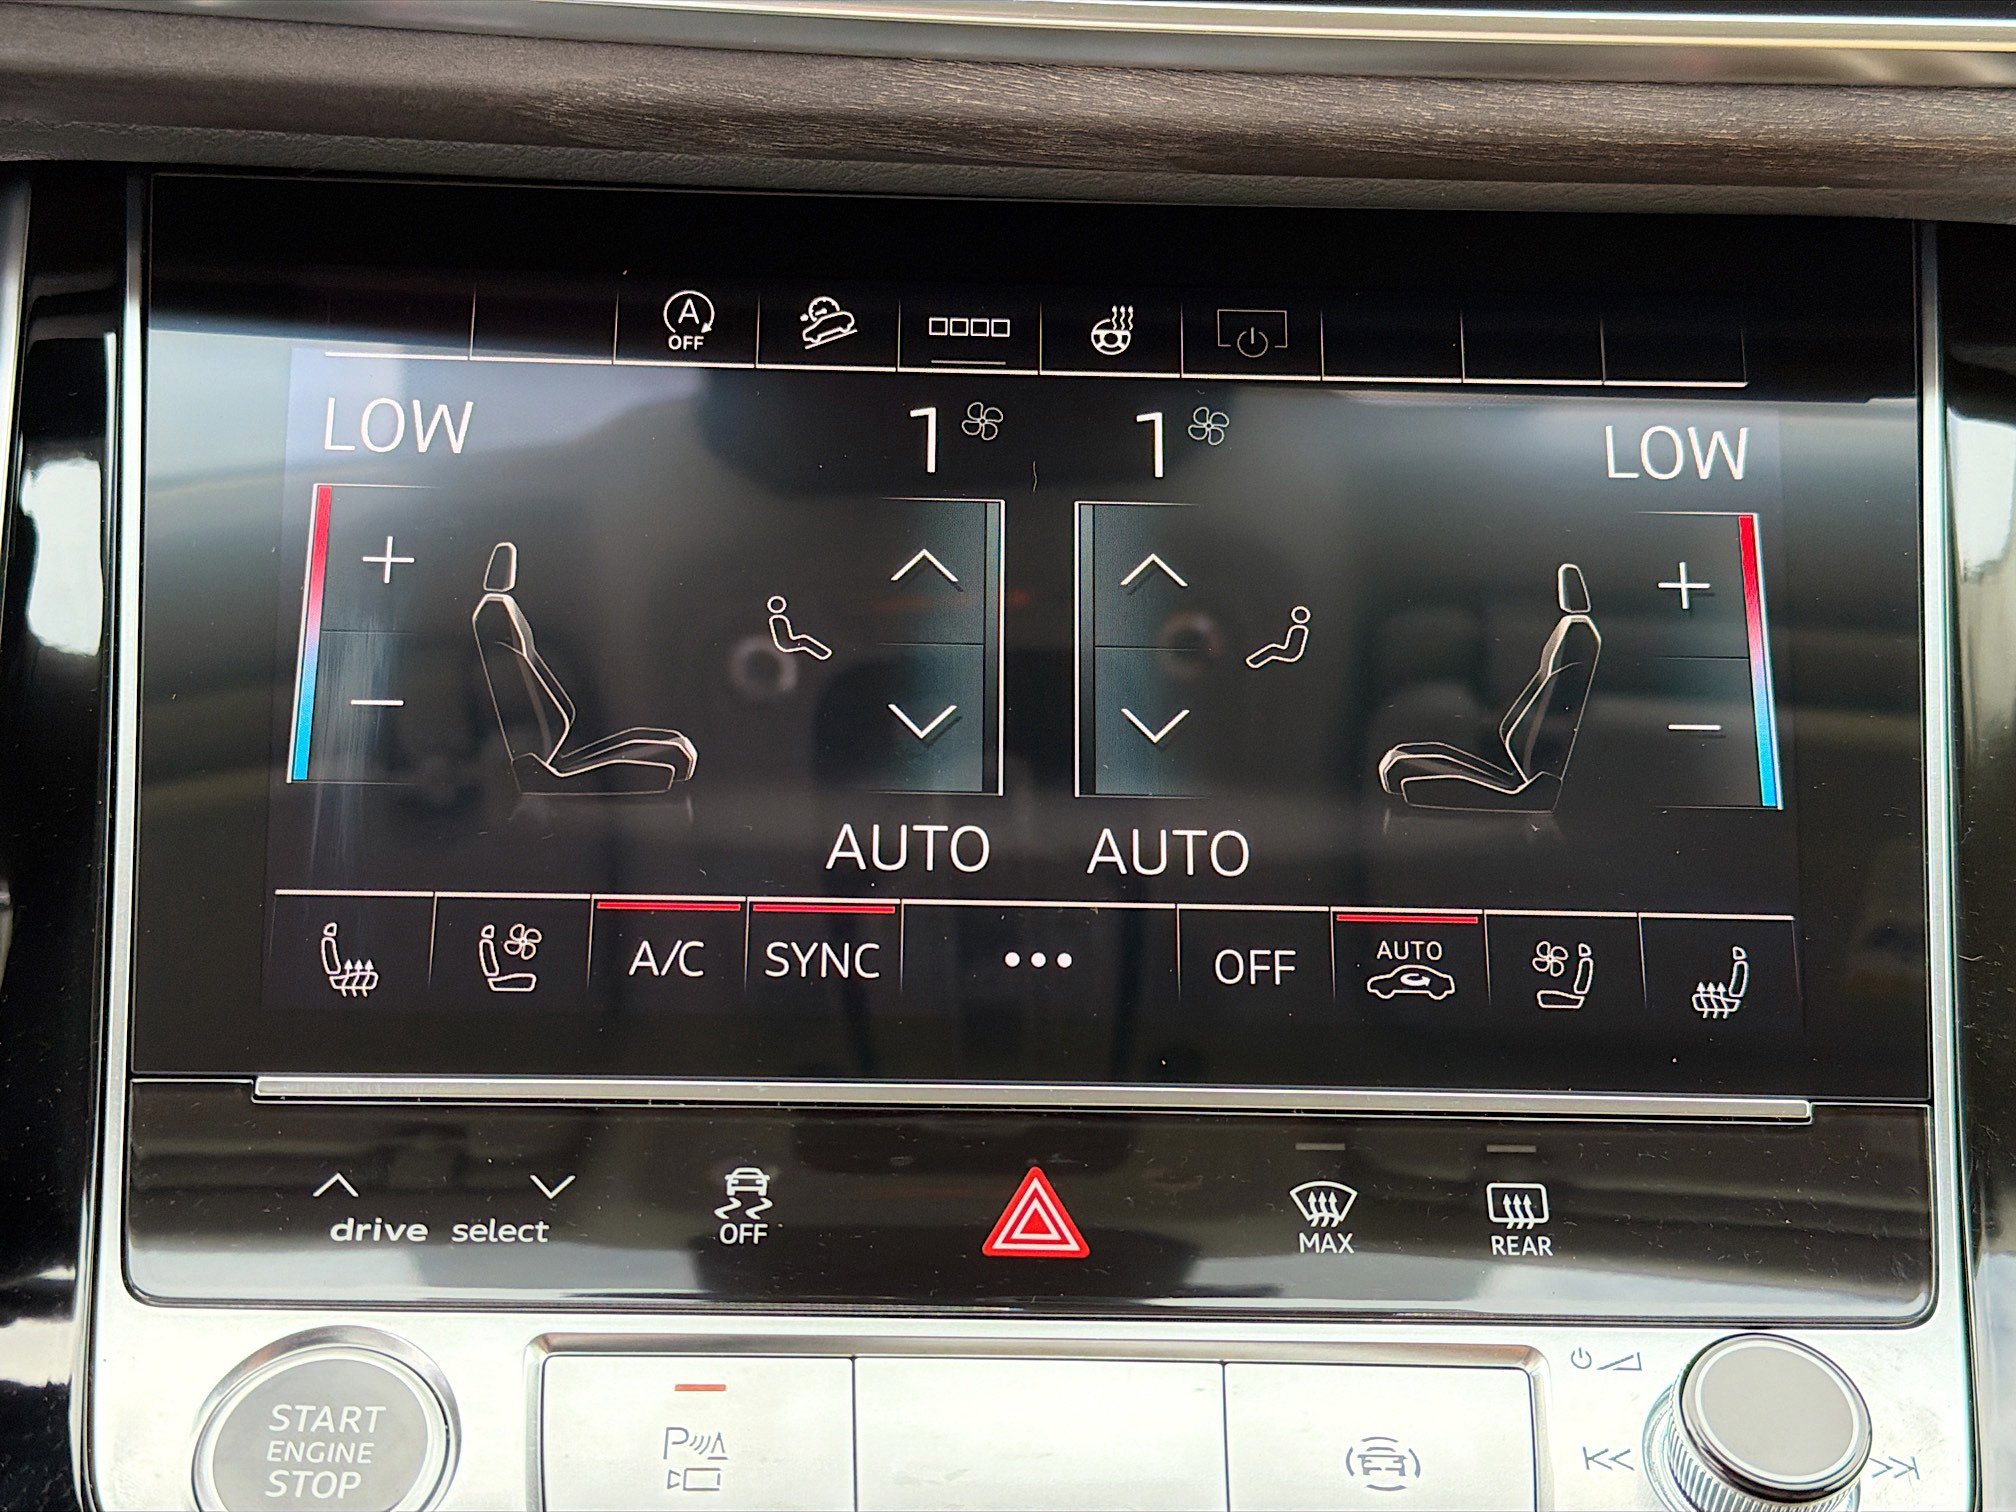 A
OFF
LOW 1 1 LOW
+ +
- -
AUTO AUTO
A/C SYNC ••• OFF AUTO
drive select OFF MAX REAR
START
ENGINE
STOP
P